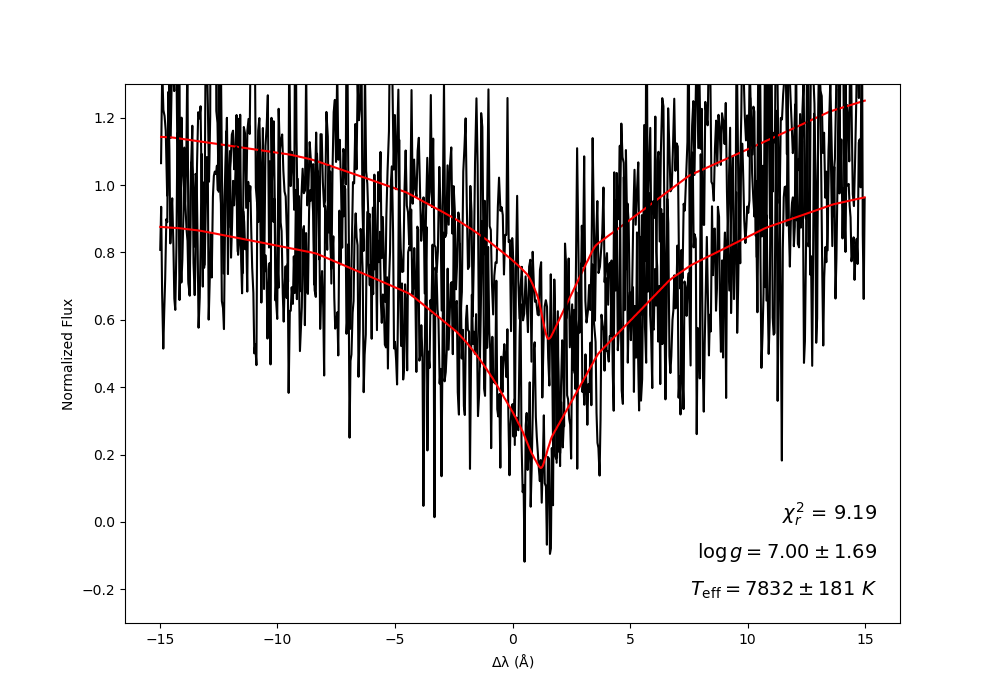 1.2
1.0
0.8
0.6
0.4
0.2
0.0
−0.2
Normalized Flux
χ²ᵣ = 9.19
log g = 7.00 ± 1.69
T_eff = 7832 ± 181 K
−15 −10 −5 0 5 10 15
Δλ (Å)